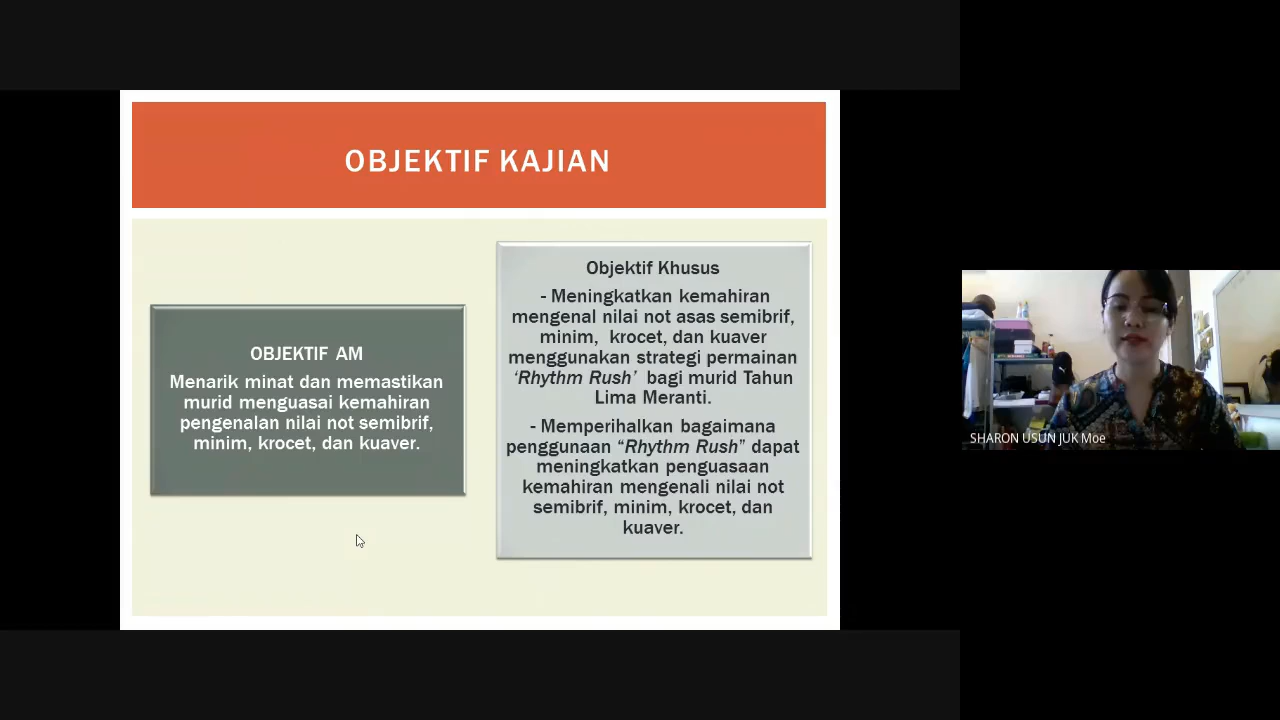 OBJEKTIF KAJIAN
OBJEKTIF AM
Menarik minat dan memastikan
murid menguasai kemahiran
pengenalan nilai not semibrif,
minim, krocet, dan kuaver.
Objektif Khusus
- Meningkatkan kemahiran
mengenal nilai not asas semibrif,
minim, krocet, dan kuaver
menggunakan strategi permainan
‘Rhythm Rush’ bagi murid Tahun
Lima Meranti.
- Memperihalkan bagaimana
penggunaan “Rhythm Rush” dapat
meningkatkan penguasaan
kemahiran mengenali nilai not
semibrif, minim, krocet, dan
kuaver.
SHARON USUN JUK Moe